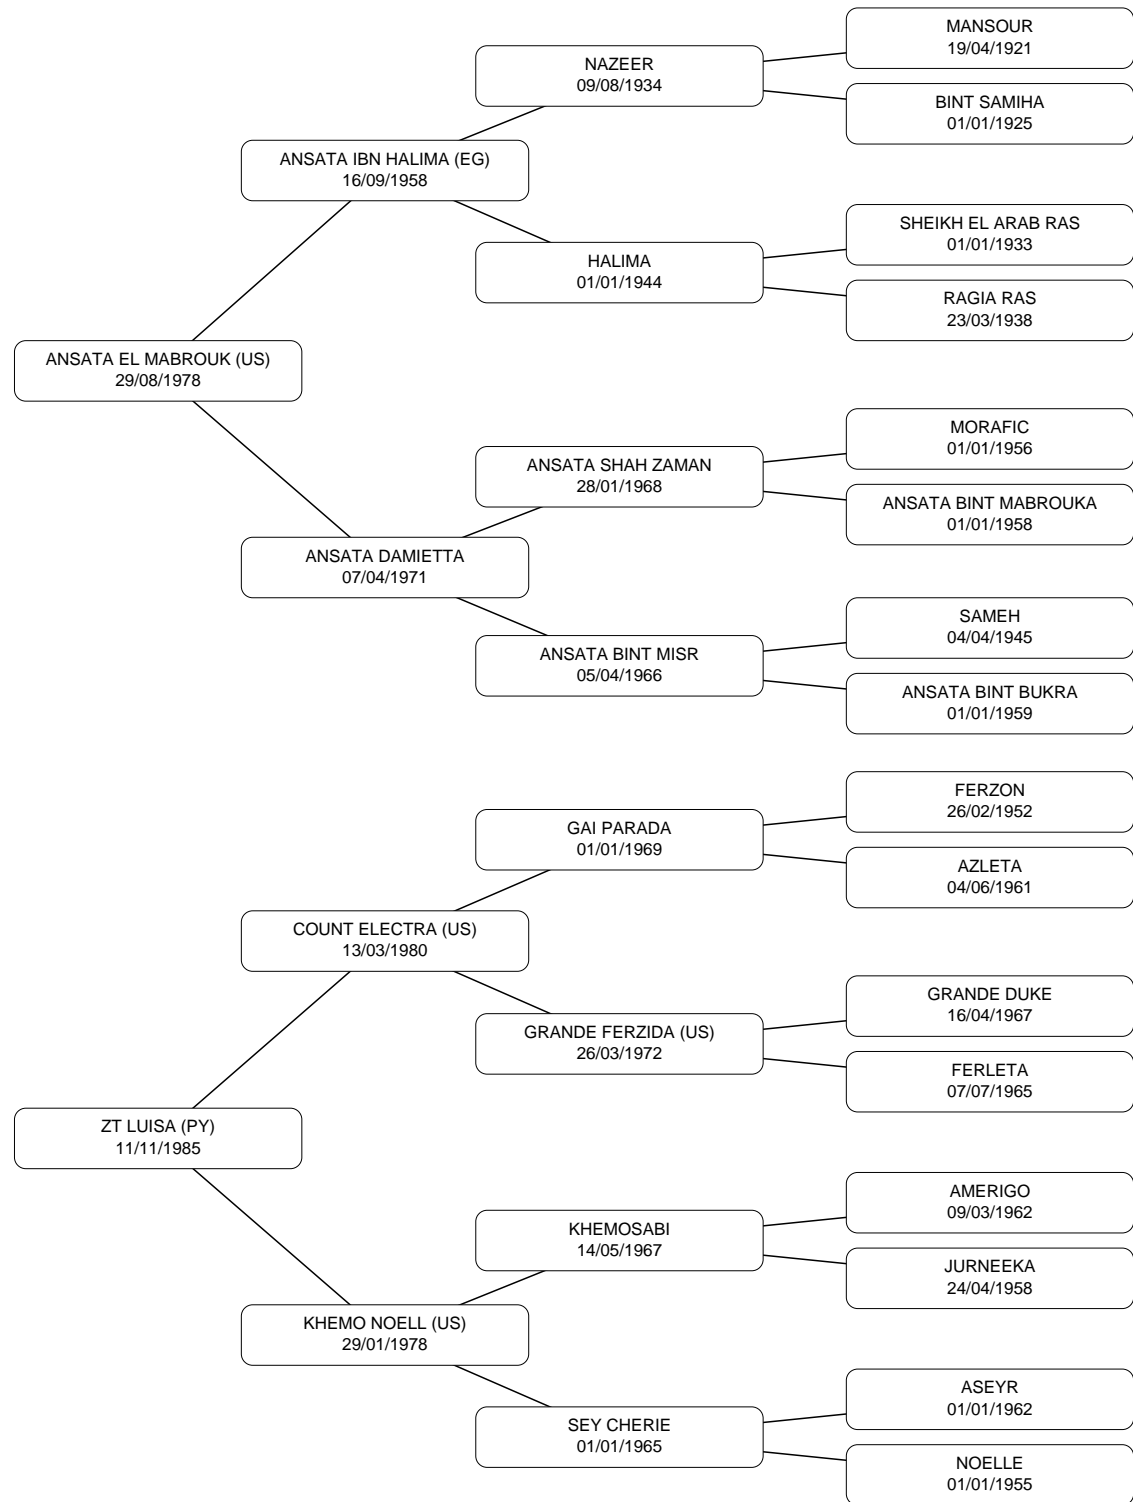 MANSOUR
19/04/1921
NAZEER
09/08/1934
BINT SAMIHA
01/01/1925
ANSATA IBN HALIMA (EG)
16/09/1958
SHEIKH EL ARAB RAS
01/01/1933
HALIMA
01/01/1944
RAGIA RAS
23/03/1938
ANSATA EL MABROUK (US)
29/08/1978
MORAFIC
01/01/1956
ANSATA SHAH ZAMAN
28/01/1968
ANSATA BINT MABROUKA
01/01/1958
ANSATA DAMIETTA
07/04/1971
SAMEH
04/04/1945
ANSATA BINT MISR
05/04/1966
ANSATA BINT BUKRA
01/01/1959
FERZON
26/02/1952
GAI PARADA
01/01/1969
AZLETA
04/06/1961
COUNT ELECTRA (US)
13/03/1980
GRANDE DUKE
16/04/1967
GRANDE FERZIDA (US)
26/03/1972
FERLETA
07/07/1965
ZT LUISA (PY)
11/11/1985
AMERIGO
09/03/1962
KHEMOSABI
14/05/1967
JURNEEKA
24/04/1958
KHEMO NOELL (US)
29/01/1978
ASEYR
01/01/1962
SEY CHERIE
01/01/1965
NOELLE
01/01/1955